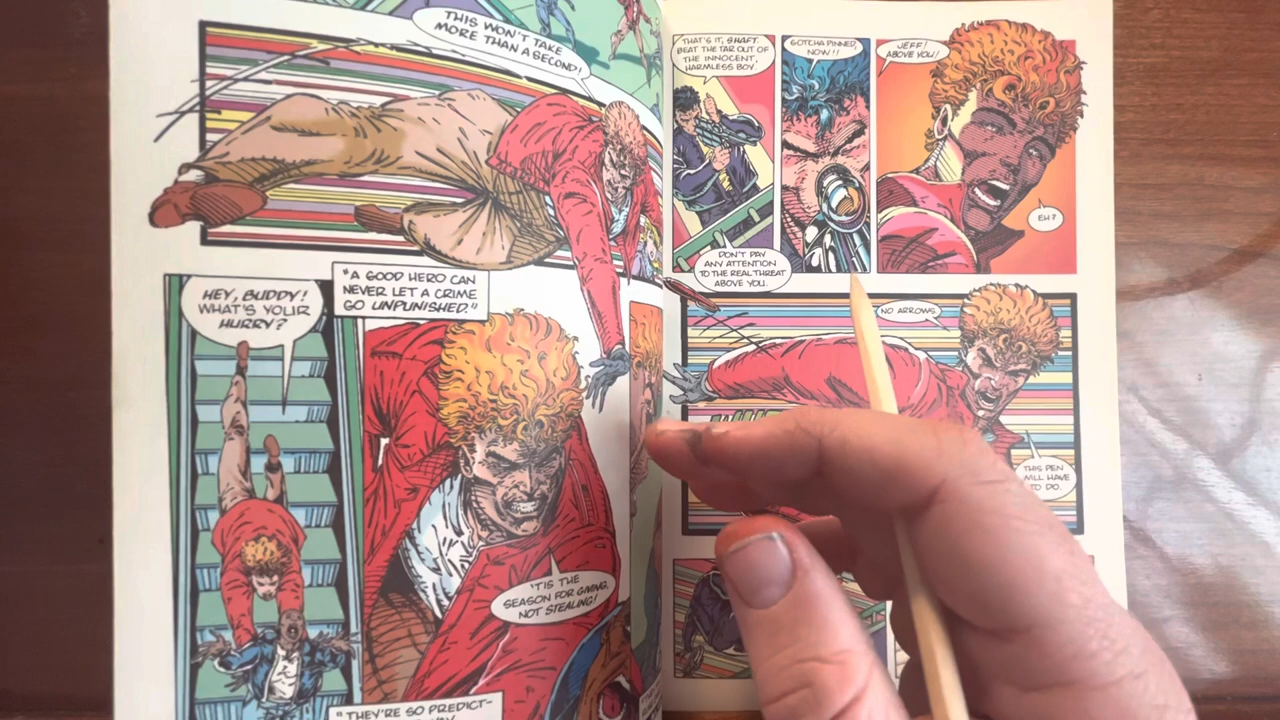 THIS WON'T TAKE
MORE THAN A SECOND!
HEY, BUDDY!
WHAT'S YOUR
HURRY?
"A GOOD HERO CAN
NEVER LET A CRIME
GO UNPUNISHED."
'TIS THE
SEASON FOR GIVING,
NOT STEALING!
"THEY'RE SO PREDICT-
THAT'S IT, SHAFT.
BEAT THE TAR OUT OF
THE INNOCENT,
HARMLESS BOY.
DON'T PAY
ANY ATTENTION
TO THE REAL THREAT
ABOVE YOU.
GOTCHA PINNED,
NOW!!
JEFF!
ABOVE YOU!
EH?
NO ARROWS.
THIS PEN
WILL HAVE
TO DO.